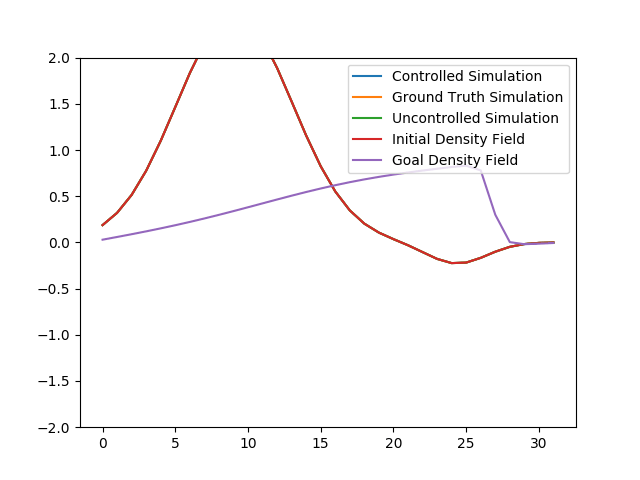 2.0
1.5
1.0
0.5
0.0
−0.5
−1.0
−1.5
−2.0
0 5 10 15 20 25 30
Controlled Simulation
Ground Truth Simulation
Uncontrolled Simulation
Initial Density Field
Goal Density Field